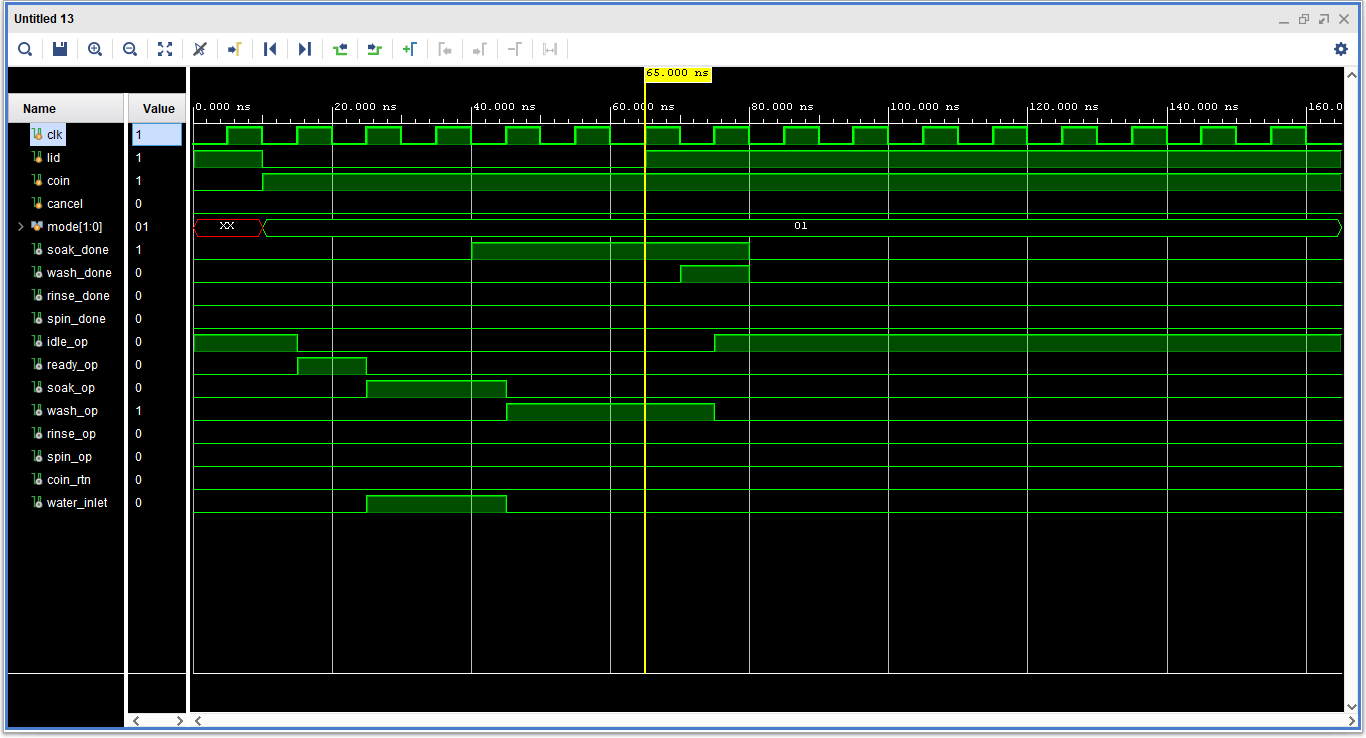 Untitled 13
65.000 ns
0.000 ns 20.000 ns 40.000 ns 60.000 ns 80.000 ns 100.000 ns 120.000 ns 140.000 ns 160.0
Name Value
clk 1
lid 1
coin 1
cancel 0
mode[1:0] 01 XX 01
soak_done 1
wash_done 0
rinse_done 0
spin_done 0
idle_op 0
ready_op 0
soak_op 0
wash_op 1
rinse_op 0
spin_op 0
coin_rtn 0
water_inlet 0